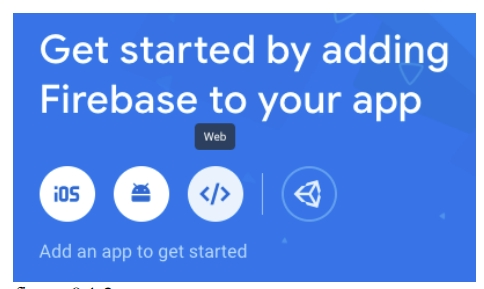 Get started by adding
Firebase to your app
Web
iOS
</>
Add an app to get started